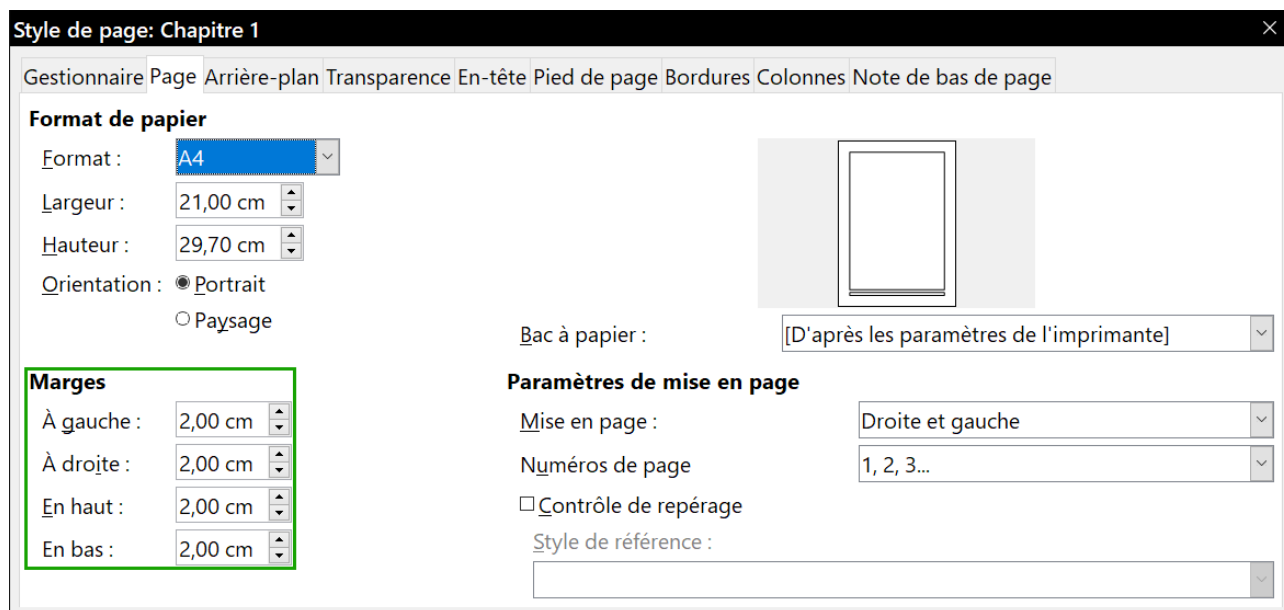 Style de page: Chapitre 1
Gestionnaire Page Arrière-plan Transparence En-tête Pied de page Bordures Colonnes Note de bas de page
Format de papier
Format : A4
Largeur : 21,00 cm
Hauteur : 29,70 cm
Orientation : Portrait
Paysage
Bac à papier : [D'après les paramètres de l'imprimante]
Marges
À gauche : 2,00 cm
À droite : 2,00 cm
En haut : 2,00 cm
En bas : 2,00 cm
Paramètres de mise en page
Mise en page : Droite et gauche
Numéros de page 1, 2, 3...
Contrôle de repérage
Style de référence :